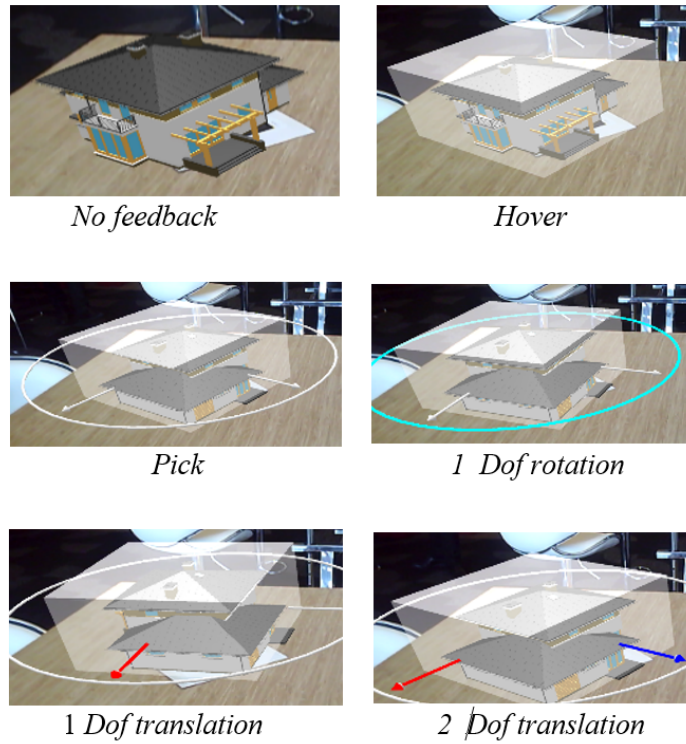 No feedback
Hover
Pick
1 Dof rotation
1 Dof translation
2 Dof translation